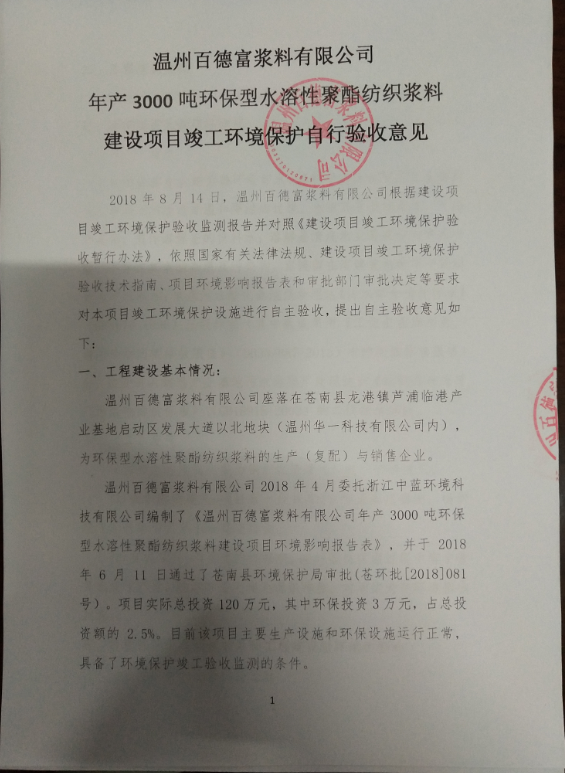 温州百德富浆料有限公司
年产 3000 吨环保型水溶性聚酯纺织浆料
建设项目竣工环境保护自行验收意见
2018 年 8 月 14 日，温州百德富浆料有限公司根据建设项
目竣工环境保护验收监测报告并对照《建设项目竣工环境保护验
收暂行办法》，依照国家有关法律法规、建设项目竣工环境保护
验收技术指南、项目环境影响报告表和审批部门审批决定等要求
对本项目竣工环境保护设施进行自主验收，提出自主验收意见如
下：
一、工程建设基本情况：
温州百德富浆料有限公司座落在苍南县龙港镇芦浦临港产
业基地启动区发展大道以北地块（温州华一科技有限公司内），
为环保型水溶性聚酯纺织浆料的生产（复配）与销售企业。
温州百德富浆料有限公司 2018 年 4 月委托浙江中蓝环境科
技有限公司编制了《温州百德富浆料有限公司年产 3000 吨环保
型水溶性聚酯纺织浆料建设项目环境影响报告表》，并于 2018
年 6 月 11 日通过了苍南县环境保护局审批(苍环批[2018]081
号)。项目实际总投资 120 万元，其中环保投资 3 万元，占总投
资额的 2.5%。目前该项目主要生产设施和环保设施运行正常，
具备了环境保护竣工验收监测的条件。
1
温州百德富浆料有限公司